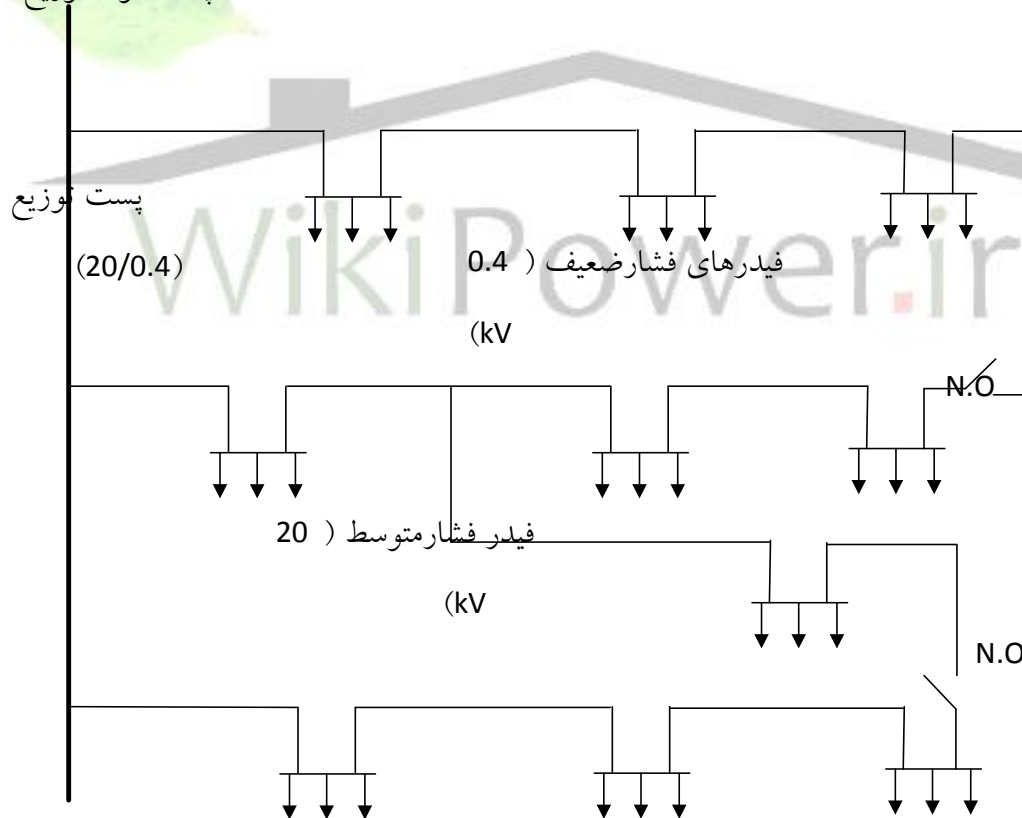 پست توزیع
(20/0.4)
WikiPower.ir
فیدرهای فشارضعیف ( 0.4
kV)
N.O
فیدر فشارمتوسط ( 20
kV)
N.O